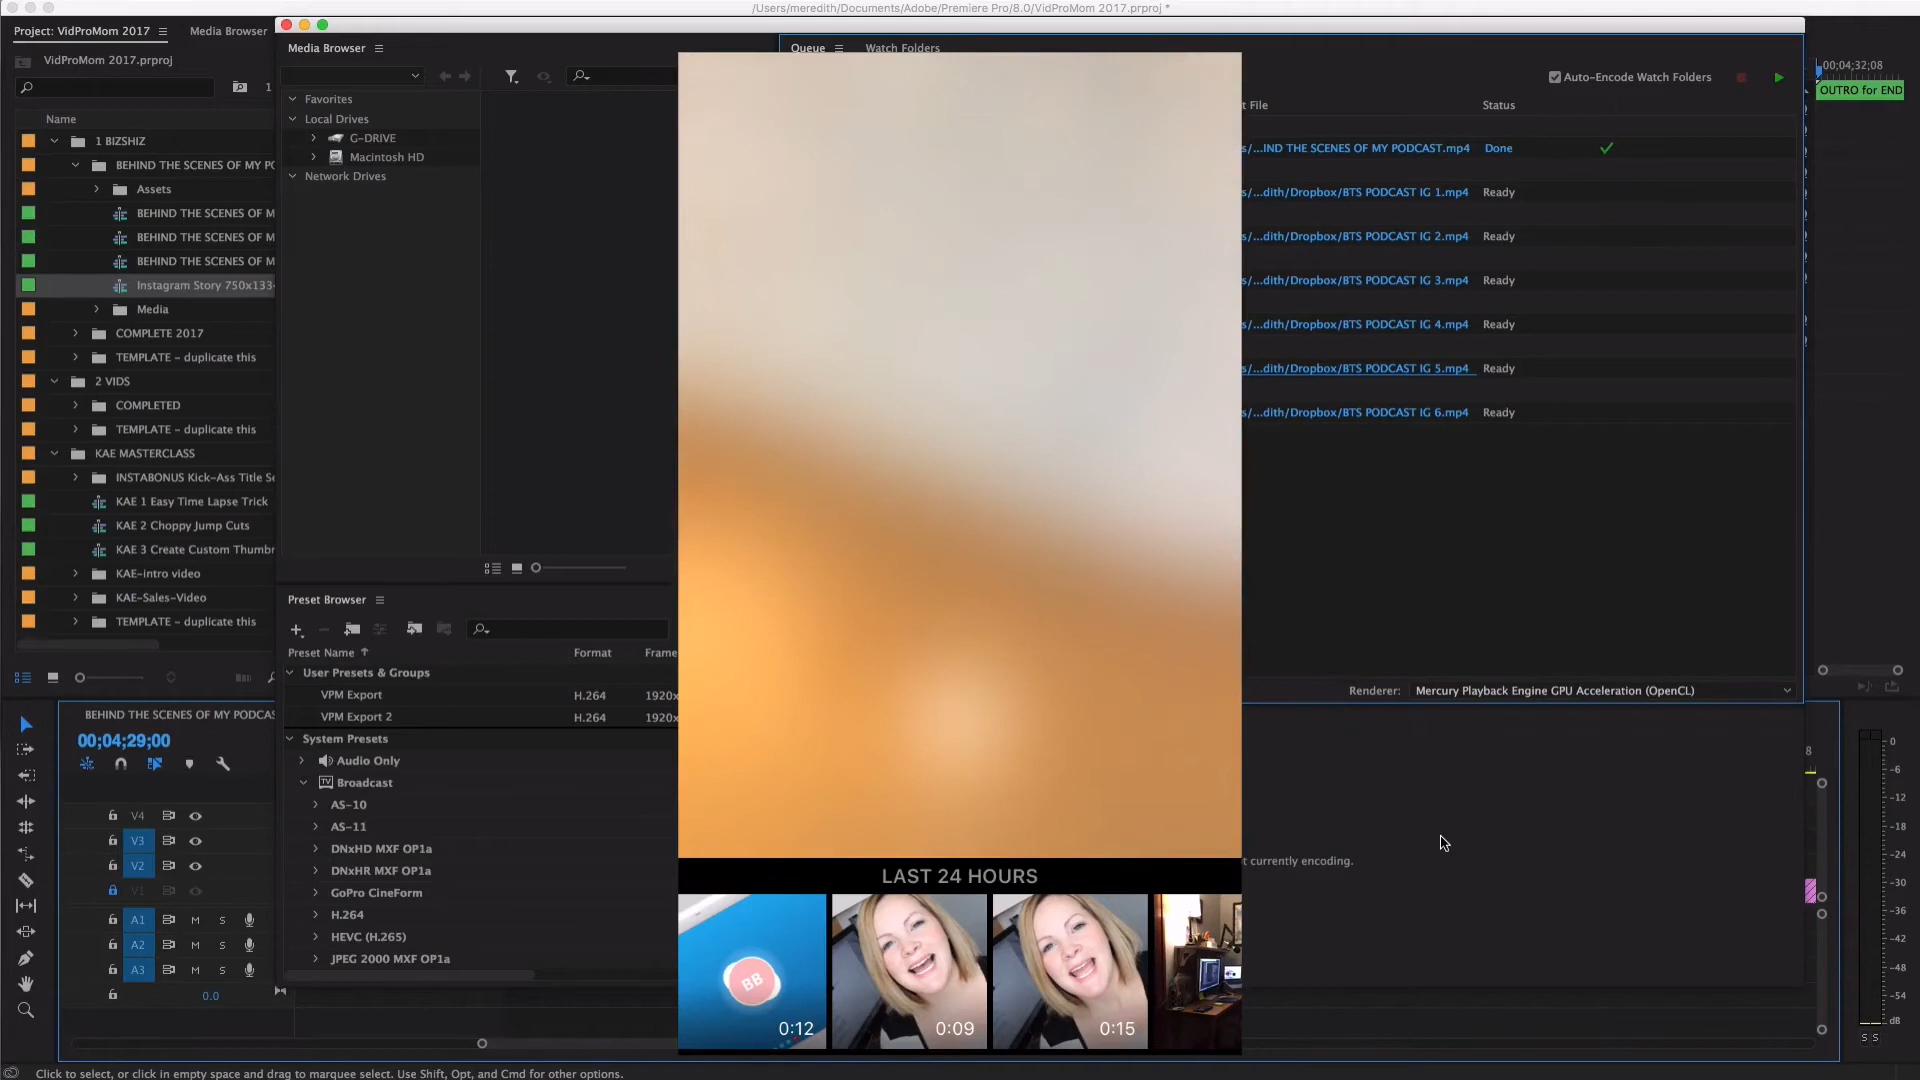 /Users/meredith/Documents/Adobe/Premiere Pro/8.0/VidProMom 2017.prproj *
Project: VidProMom 2017
Media Browser
VidProMom 2017.prproj
1
Name
1 BIZSHIZ
BEHIND THE SCENES OF MY PO
Assets
BEHIND THE SCENES OF M
BEHIND THE SCENES OF M
BEHIND THE SCENES OF M
Instagram Story 750x133
Media
COMPLETE 2017
TEMPLATE - duplicate this
2 VIDS
COMPLETED
TEMPLATE - duplicate this
KAE MASTERCLASS
INSTABONUS Kick-Ass Title Se
KAE 1 Easy Time Lapse Trick
KAE 2 Choppy Jump Cuts
KAE 3 Create Custom Thumbn
KAE-intro video
KAE-Sales-Video
TEMPLATE - duplicate this
Media Browser
Favorites
Local Drives
G-DRIVE
Macintosh HD
Network Drives
Preset Browser
Preset Name
Format
Frame
User Presets & Groups
VPM Export
H.264
1920x
VPM Export 2
H.264
1920x
System Presets
Audio Only
Broadcast
AS-10
AS-11
DNxHD MXF OP1a
DNxHR MXF OP1a
GoPro CineForm
H.264
HEVC (H.265)
JPEG 2000 MXF OP1a
Queue
Watch Folders
Auto-Encode Watch Folders
t File
Status
s/...IND THE SCENES OF MY PODCAST.mp4 Done
s/...dith/Dropbox/BTS PODCAST IG 1.mp4 Ready
s/...dith/Dropbox/BTS PODCAST IG 2.mp4 Ready
s/...dith/Dropbox/BTS PODCAST IG 3.mp4 Ready
s/...dith/Dropbox/BTS PODCAST IG 4.mp4 Ready
s/...dith/Dropbox/BTS PODCAST IG 5.mp4 Ready
s/...dith/Dropbox/BTS PODCAST IG 6.mp4 Ready
Renderer: Mercury Playback Engine GPU Acceleration (OpenCL)
t currently encoding.
00;04;32;08
OUTRO for END
LAST 24 HOURS
BB
0:12
0:09
0:15
BEHIND THE SCENES OF MY PODCAS
00;04;29;00
V4
V3
V2
V1
A1 M S
A2 M S
A3 M S
0.0
8
0
-6
-12
-18
-24
-30
-36
-42
-48
-54
dB
S S
Click to select, or click in empty space and drag to marquee select. Use Shift, Opt, and Cmd for other options.